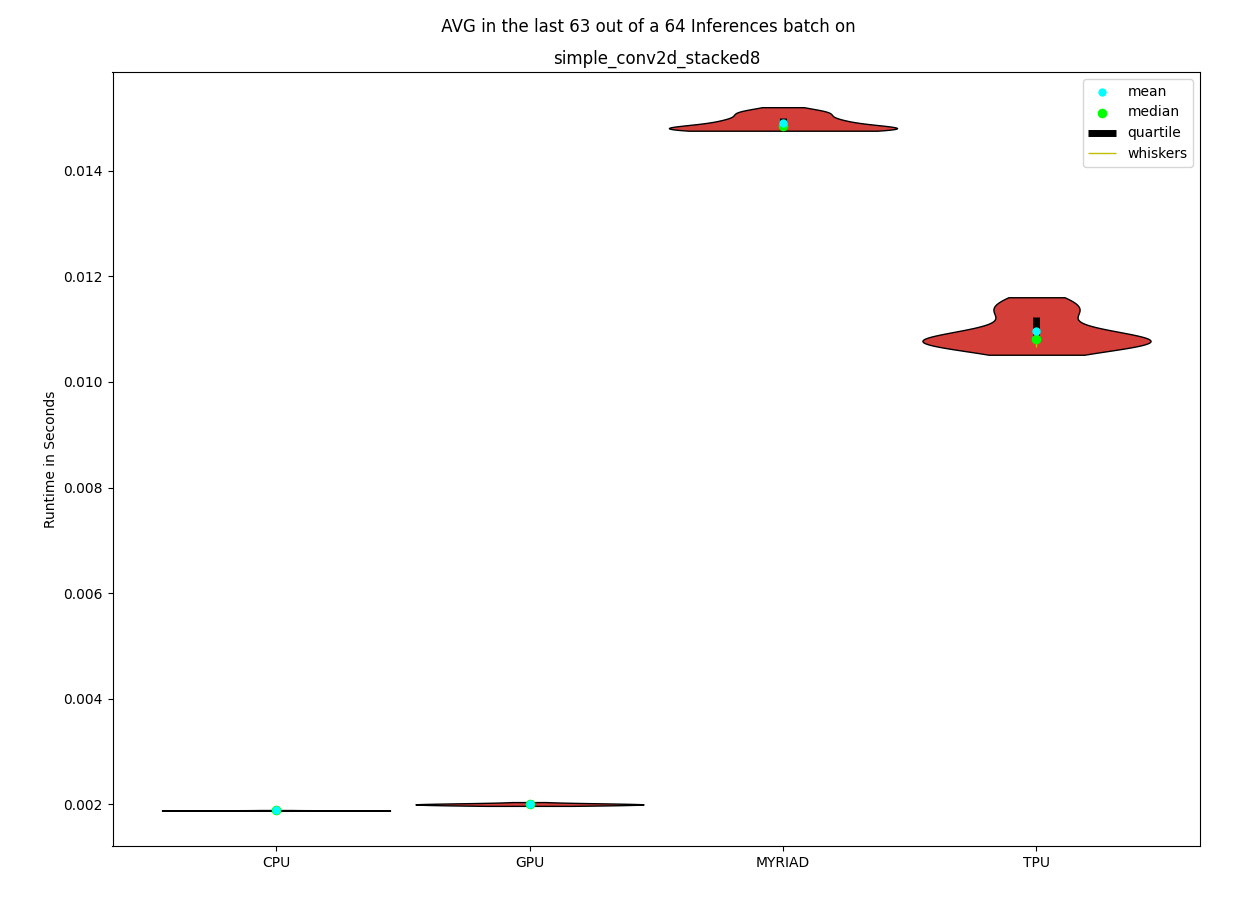 AVG in the last 63 out of a 64 Inferences batch on
simple_conv2d_stacked8
mean
median
quartile
whiskers
0.014
0.012
0.010
0.008
0.006
0.004
0.002
Runtime in Seconds
CPU
GPU
MYRIAD
TPU